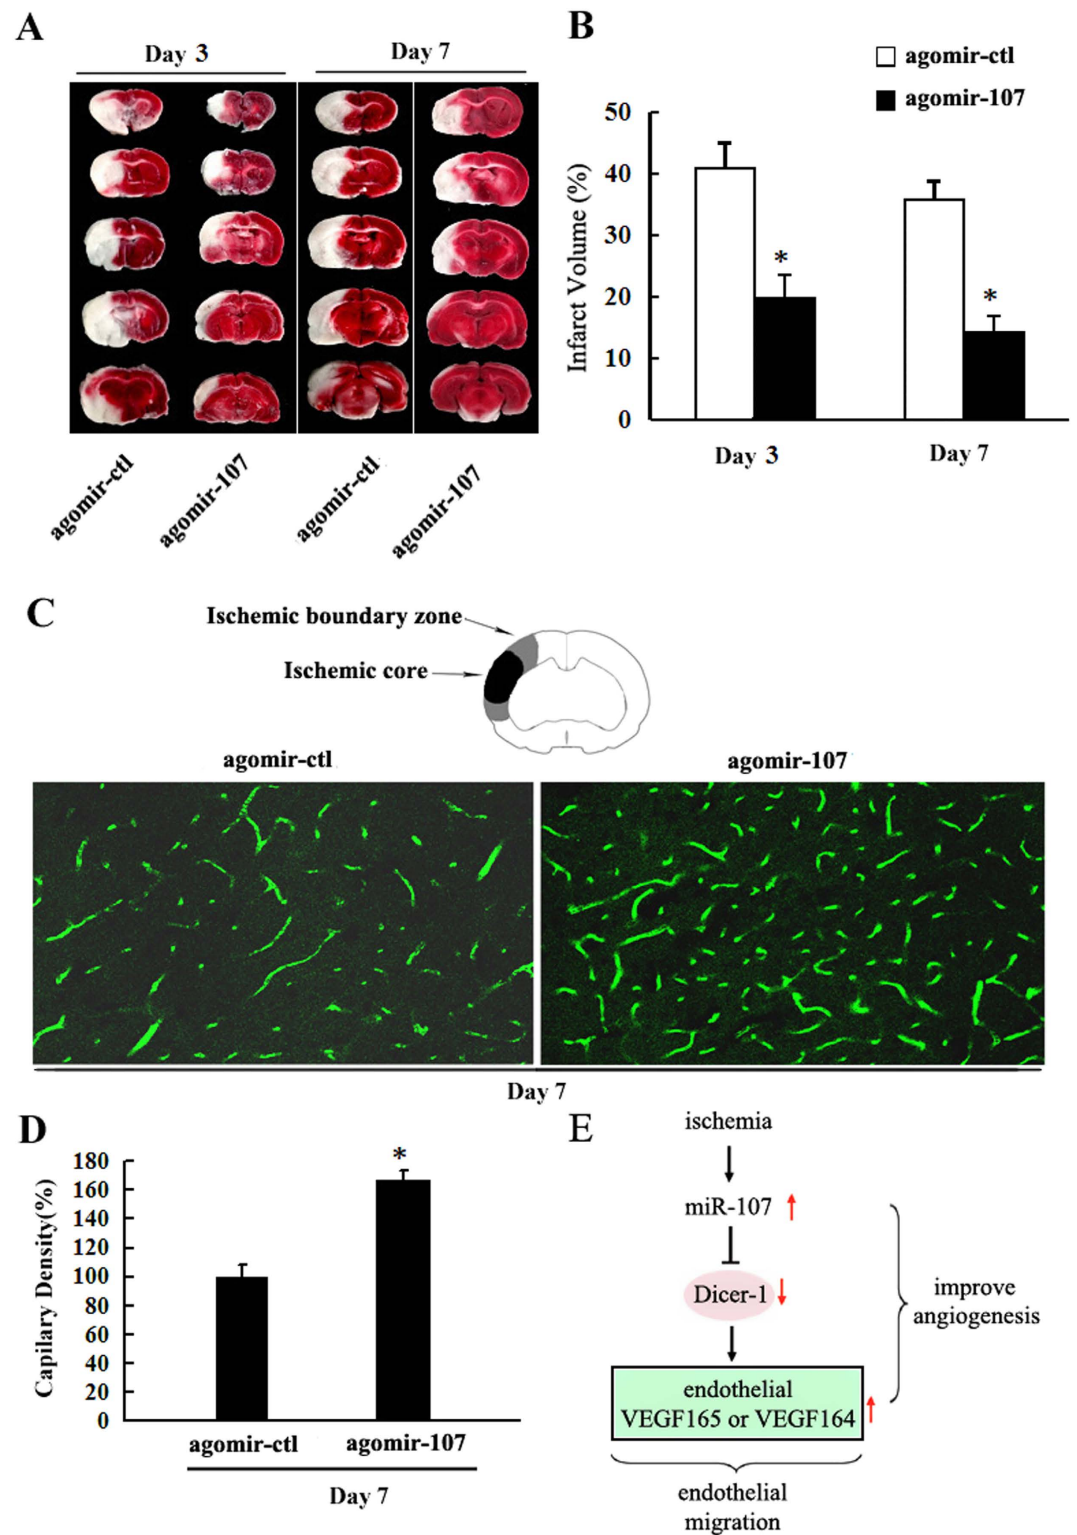 A
Day 3
Day 7
agomir-ctl
agomir-107
agomir-ctl
agomir-107
B
agomir-ctl
agomir-107
Infarct Volume (%)
50
40
30
20
10
0
*
*
Day 3
Day 7
C
Ischemic boundary zone
Ischemic core
agomir-ctl
agomir-107
Day 7
D
Capilary Density(%)
180
160
140
120
100
80
60
40
20
0
*
agomir-ctl
agomir-107
Day 7
E
ischemia
miR-107
Dicer-1
endothelial
VEGF165 or VEGF164
improve
angiogenesis
endothelial
migration